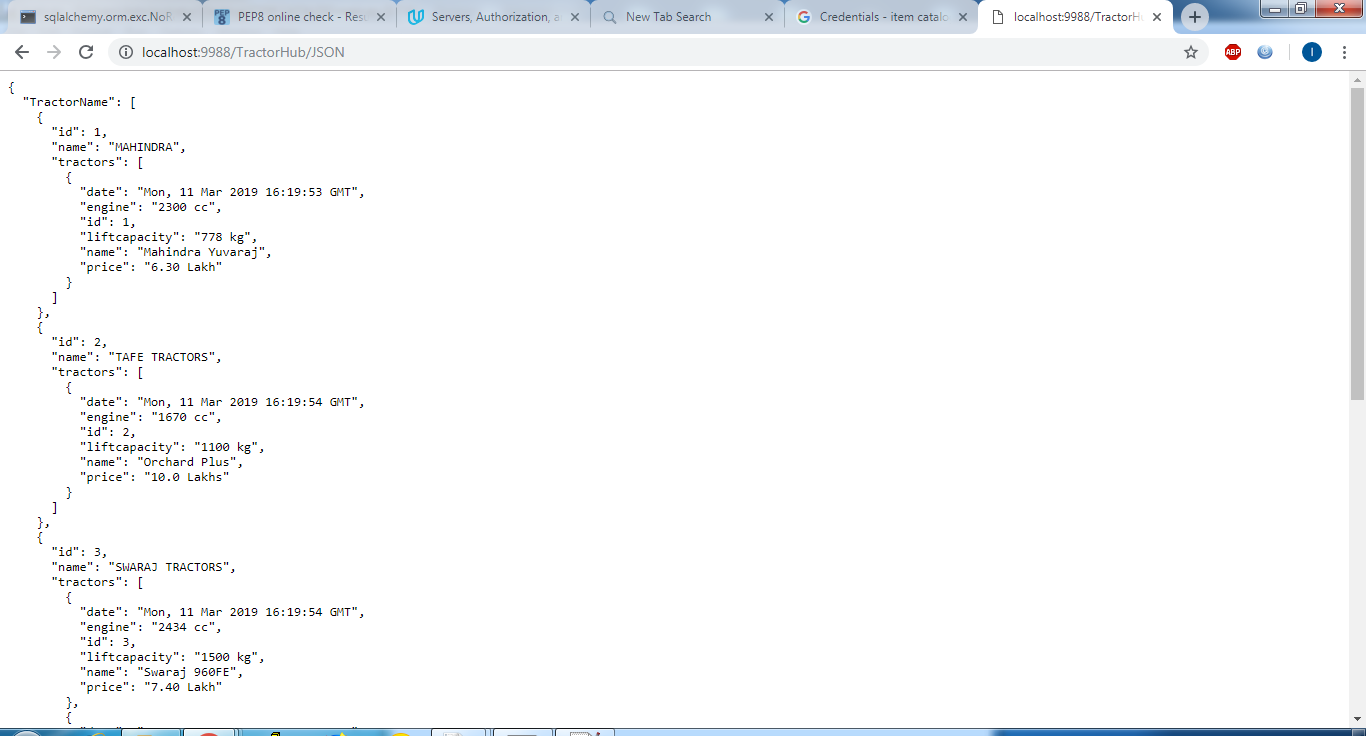 sqlalchemy.orm.exc.NoR
PEP8 online check - Resu
Servers, Authorization, a
New Tab Search
Credentials - item catalo
localhost:9988/TractorHu
localhost:9988/TractorHub/JSON
ABP
I
{
"TractorName": [
{
"id": 1,
"name": "MAHINDRA",
"tractors": [
{
"date": "Mon, 11 Mar 2019 16:19:53 GMT",
"engine": "2300 cc",
"id": 1,
"liftcapacity": "778 kg",
"name": "Mahindra Yuvaraj",
"price": "6.30 Lakh"
}
]
},
{
"id": 2,
"name": "TAFE TRACTORS",
"tractors": [
{
"date": "Mon, 11 Mar 2019 16:19:54 GMT",
"engine": "1670 cc",
"id": 2,
"liftcapacity": "1100 kg",
"name": "Orchard Plus",
"price": "10.0 Lakhs"
}
]
},
{
"id": 3,
"name": "SWARAJ TRACTORS",
"tractors": [
{
"date": "Mon, 11 Mar 2019 16:19:54 GMT",
"engine": "2434 cc",
"id": 3,
"liftcapacity": "1500 kg",
"name": "Swaraj 960FE",
"price": "7.40 Lakh"
},
{